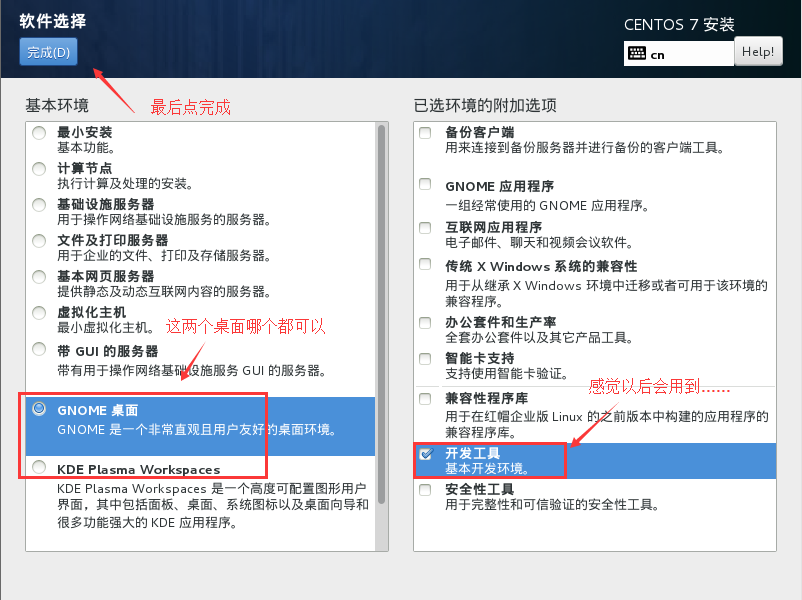 软件选择
CENTOS 7 安装
完成(D)
cn
Help!
最后点完成
基本环境
最小安装
基本功能。
计算节点
执行计算及处理的安装。
基础设施服务器
用于操作网络基础设施服务的服务器。
文件及打印服务器
用于企业的文件、打印及存储服务器。
基本网页服务器
提供静态及动态互联网内容的服务器。
虚拟化主机
最小虚拟化主机。
这两个桌面哪个都可以
带 GUI 的服务器
带有用于操作网络基础设施服务 GUI 的服务器。
GNOME 桌面
GNOME 是一个非常直观且用户友好的桌面环境。
KDE Plasma Workspaces
KDE Plasma Workspaces 是一个高度可配置图形用户
界面，其中包括面板、桌面、系统图标以及桌面向导和
很多功能强大的 KDE 应用程序。
已选环境的附加选项
备份客户端
用来连接到备份服务器并进行备份的客户端工具。
GNOME 应用程序
一组经常使用的 GNOME 应用程序。
互联网应用程序
电子邮件、聊天和视频会议软件。
传统 X Windows 系统的兼容性
用于从继承 X Windows 环境中迁移或者可用于该环境的
兼容程序。
办公套件和生产率
全套办公套件以及其它产品工具。
智能卡支持
支持使用智能卡验证。
感觉以后会用到......
兼容性程序库
用于在红帽企业版 Linux 的之前版本中构建的应用程序的
兼容程序库。
开发工具
基本开发环境。
安全性工具
用于完整性和可信验证的安全性工具。